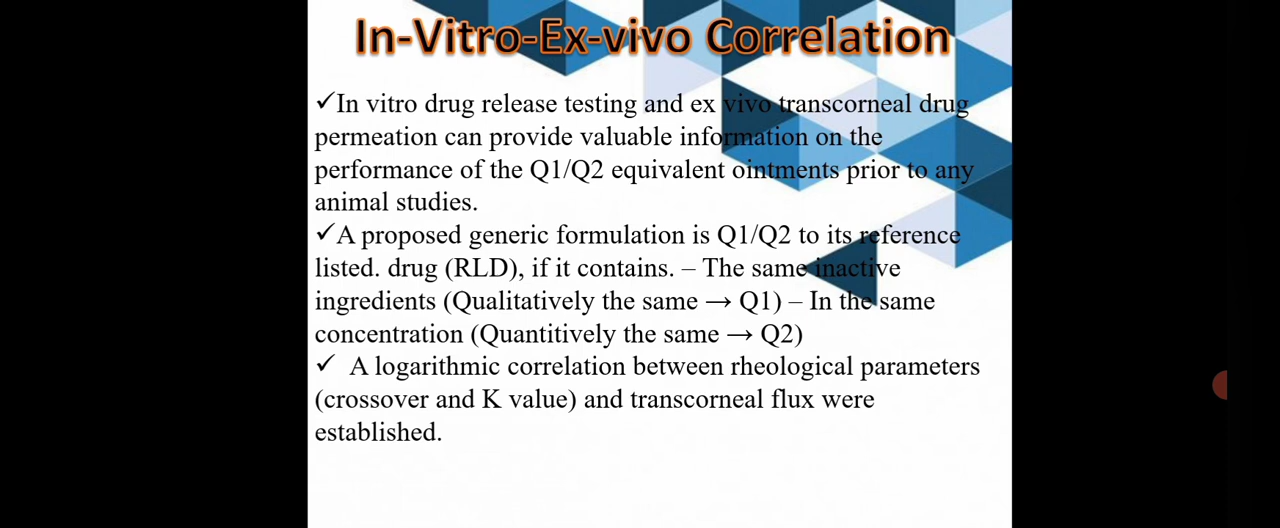 In-Vitro-Ex-vivo Correlation
✓In vitro drug release testing and ex vivo transcorneal drug
permeation can provide valuable information on the
performance of the Q1/Q2 equivalent ointments prior to any
animal studies.
✓A proposed generic formulation is Q1/Q2 to its reference
listed. drug (RLD), if it contains. – The same inactive
ingredients (Qualitatively the same → Q1) – In the same
concentration (Quantitively the same → Q2)
✓ A logarithmic correlation between rheological parameters
(crossover and K value) and transcorneal flux were
established.